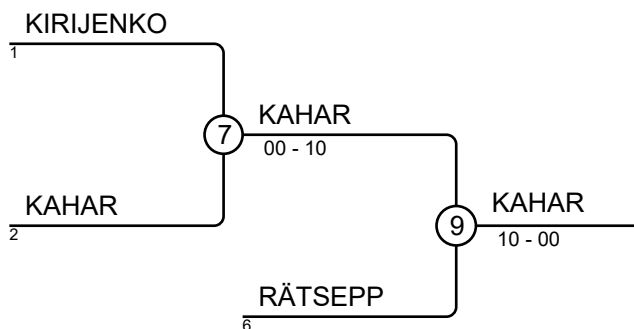 KIRIJENKO
1
7
KAHAR
00 - 10
KAHAR
2
9
KAHAR
10 - 00
RÄTSEPP
6